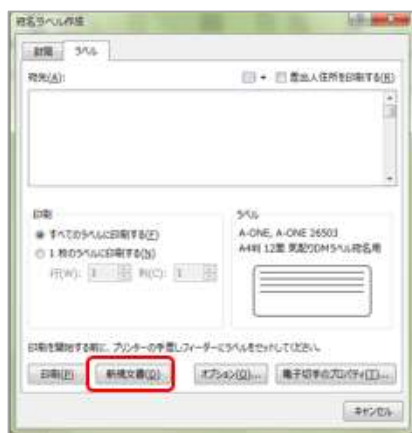 宛名ラベル作成
封筒 ラベル
宛先(A):
差出人住所を印刷する(R)
印刷
すべてのラベルに印刷する(F)
1 枚のラベルに印刷する(N)
行(W): 1 列(C): 1
ラベル
A-ONE, A-ONE 26503
A4判 12面 気配りDMラベル宛名用
印刷を開始する前に、プリンターの手差しフィーダーにラベルをセットしてください。
印刷(P) 新規文書(D) オプション(O)... 電子切手のプロパティ(T)...
キャンセル